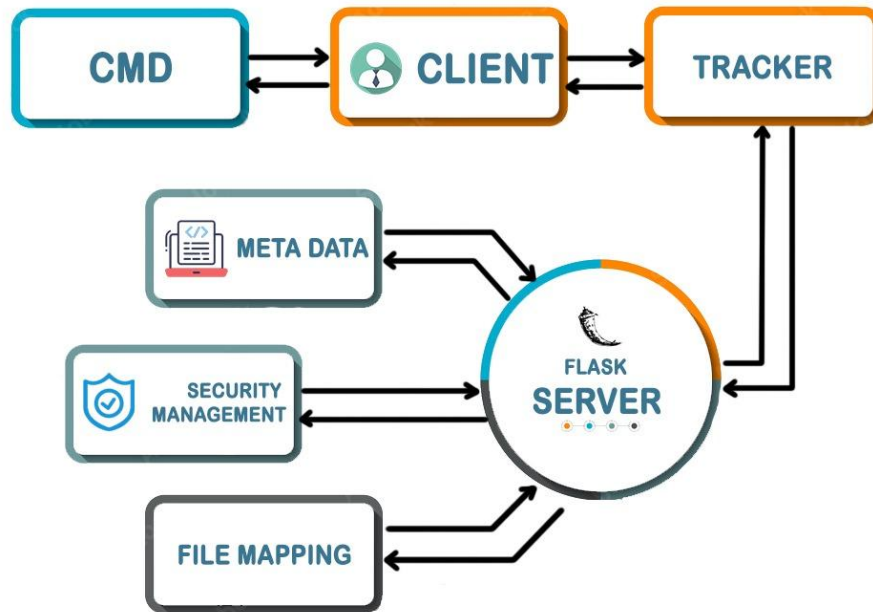 CMD
CLIENT
TRACKER
META DATA
FLASK
SERVER
SECURITY
MANAGEMENT
FILE MAPPING